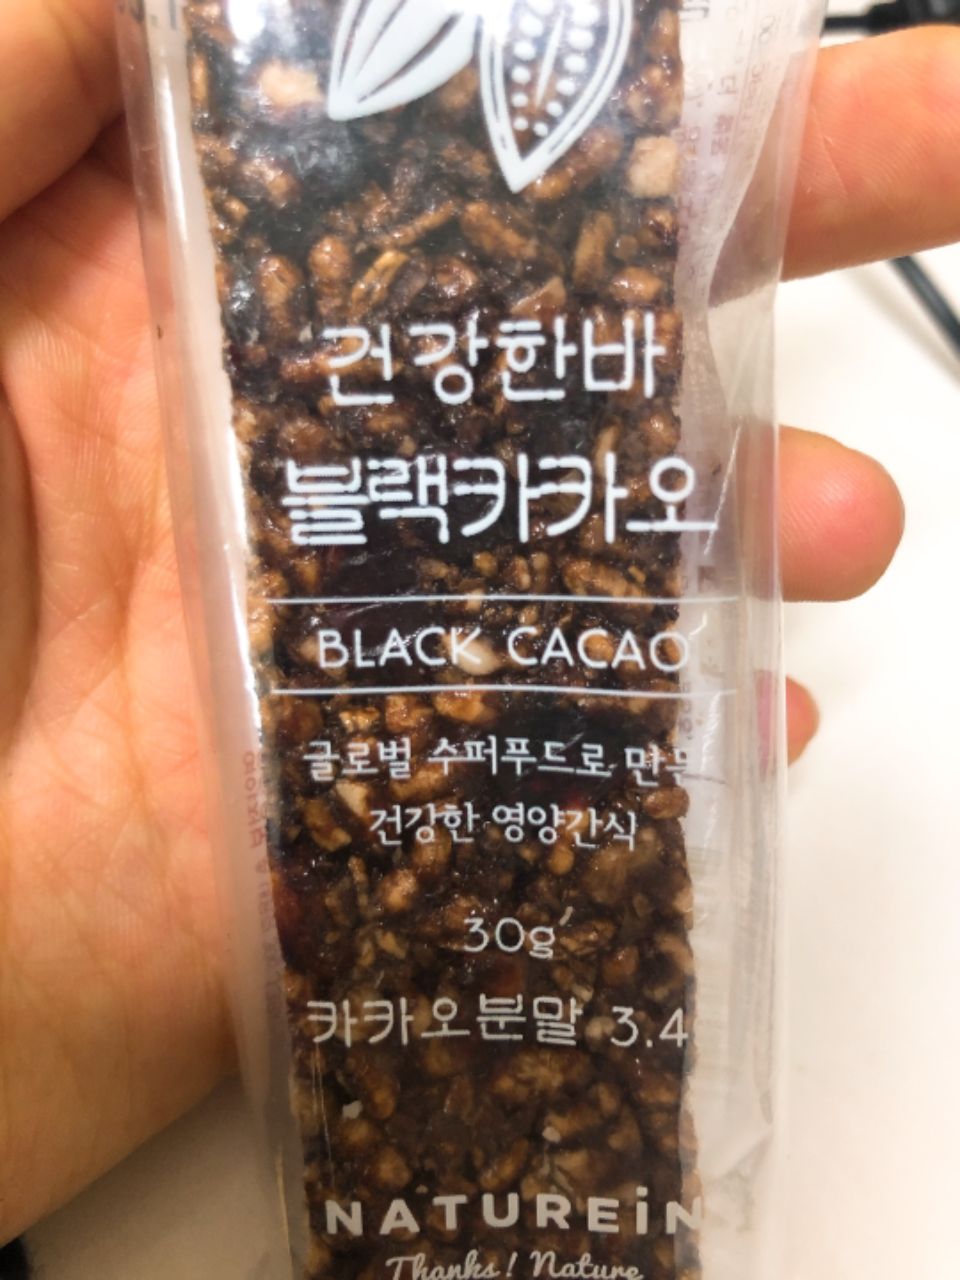 건강한바
블랙카카오
BLACK CACAO
글로벌 수퍼푸드로 만든
건강한 영양간식
30g
카카오분말 3.4
NATUREiN
Thanks! Nature